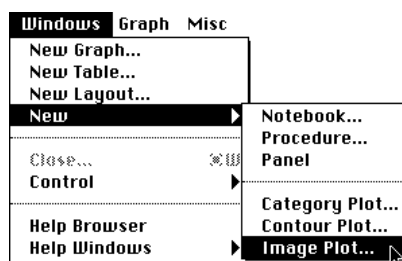 Windows Graph Misc
New Graph...
New Table...
New Layout...
New
Notebook...
Procedure...
Panel
Close... ⌘W
Control
Category Plot...
Contour Plot...
Image Plot...
Help Browser
Help Windows